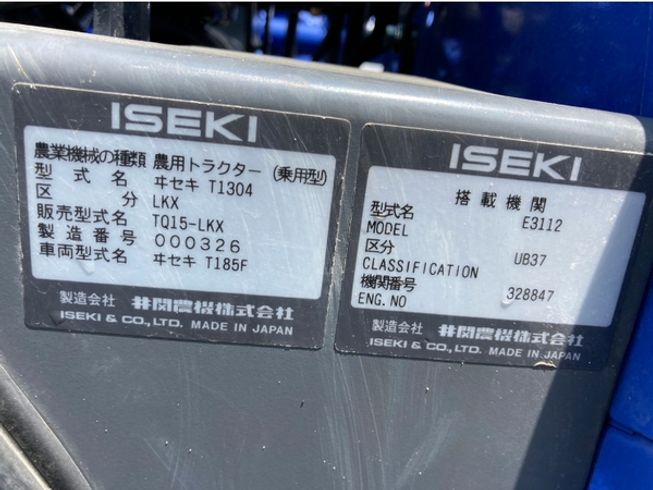 ISEKI
農業機械の種類 農用トラクター (乗用型)
型式名 ヰセキ T1304
区分 LKX
販売型式名 TQ15-LKX
製造番号 000326
車両型式名 ヰセキ T185F
製造会社 井関農機株式会社
ISEKI & CO., LTD. MADE IN JAPAN
ISEKI
搭載機関
型式名
MODEL E3112
区分
CLASSIFICATION UB37
機関番号
ENG. NO 328847
製造会社 井関農機株式会社
ISEKI & CO., LTD. MADE IN JAPAN